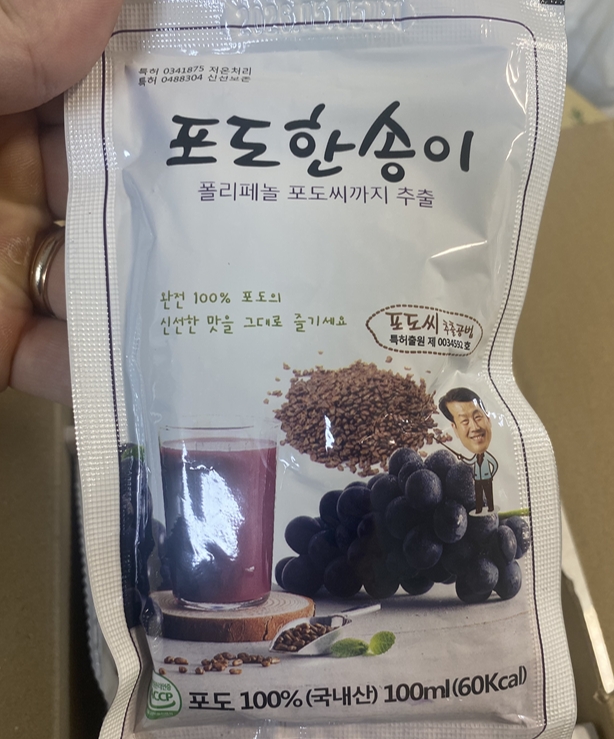 특허 0341875 저온처리
특허 0488304 신선보존
포도한송이
폴리페놀 포도씨까지 추출
완전 100% 포도의
신선한 맛을 그대로 즐기세요
포도씨 추출공법
특허출원 제 0034592 호
CCP
포도 100%(국내산) 100ml(60Kcal)